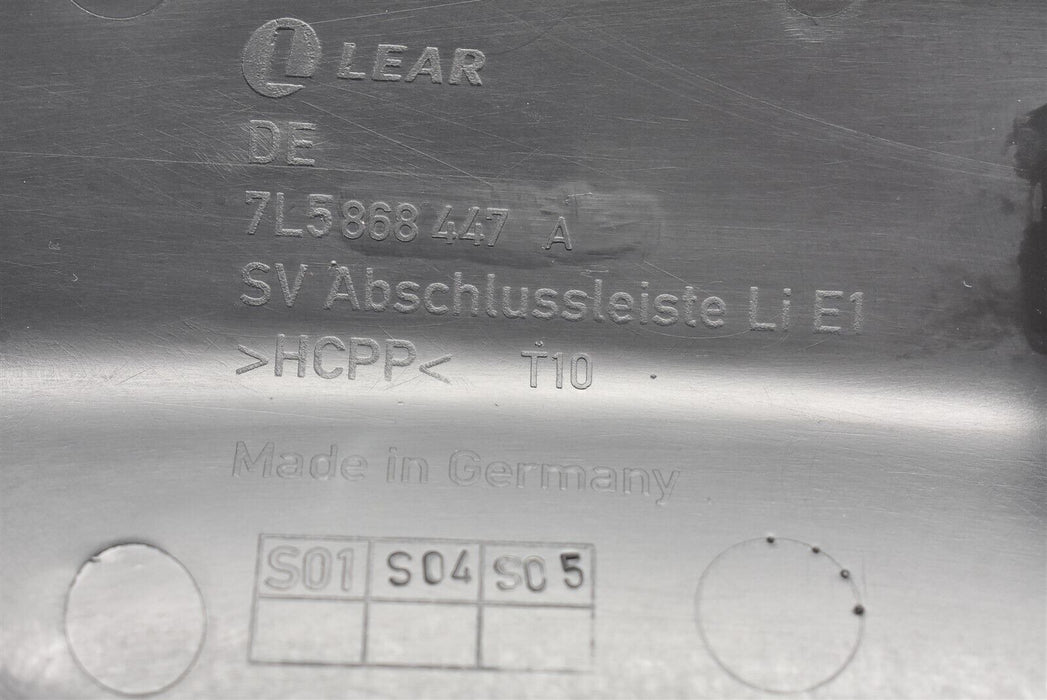 LEAR
DE
7L5 868 447 A
SV Abschlussleiste Li E1
>HCPP< T10
Made in Germany
S01 S04 S05